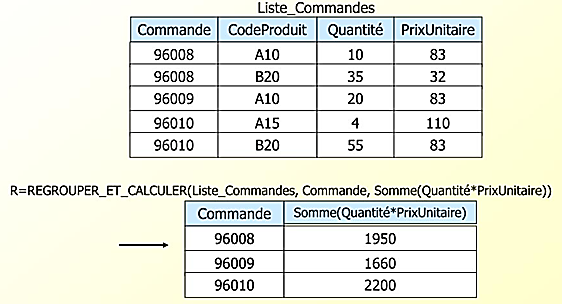 Liste_Commandes
Commande CodeProduit Quantité PrixUnitaire
96008 A10 10 83
96008 B20 35 32
96009 A10 20 83
96010 A15 4 110
96010 B20 55 83
R=REGROUPER_ET_CALCULER(Liste_Commandes, Commande, Somme(Quantité*PrixUnitaire))
Commande Somme(Quantité*PrixUnitaire)
96008 1950
96009 1660
96010 2200